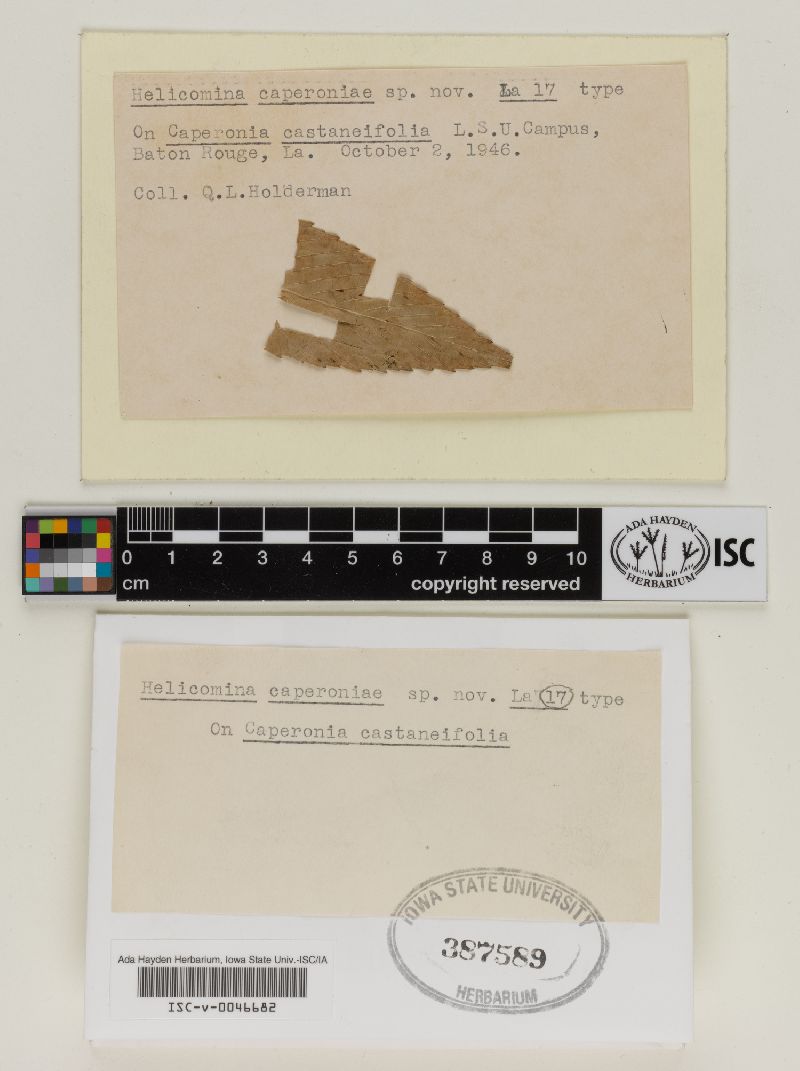 Helicomina caperoniae sp. nov. La 17 type
On Caperonia castaneifolia L.S.U.Campus,
Baton Rouge, La. October 2, 1946.
Coll. Q.L.Holderman
0 1 2 3 4 5 6 7 8 9 10
cm copyright reserved
ADA HAYDEN
HERBARIUM
ISC
Helicomina caperoniae sp. nov. La 17 type
On Caperonia castaneifolia
IOWA STATE UNIVERSITY
387589
HERBARIUM
Ada Hayden Herbarium, Iowa State Univ.-ISC/IA
ISC-v-0046682